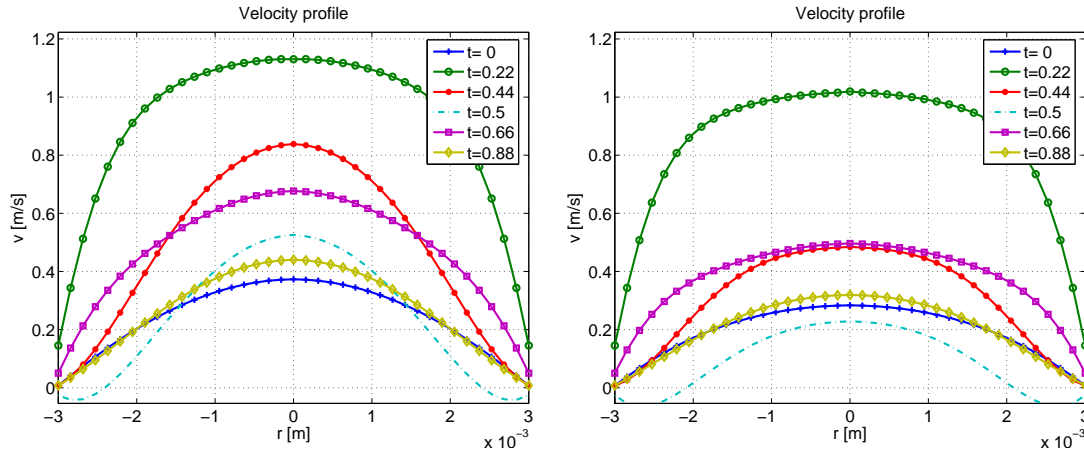 Velocity profile
1.2
1
0.8
0.6
0.4
0.2
0
v [m/s]
−3
−2
−1
0
1
2
3
r [m]
x 10⁻³
t= 0
t=0.22
t=0.44
t=0.5
t=0.66
t=0.88
Velocity profile
1.2
1
0.8
0.6
0.4
0.2
0
v [m/s]
−3
−2
−1
0
1
2
3
r [m]
x 10⁻³
t= 0
t=0.22
t=0.44
t=0.5
t=0.66
t=0.88